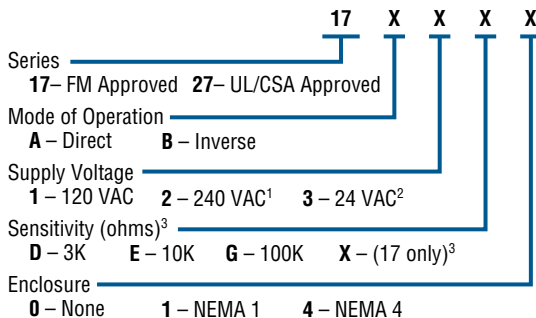 17 X X X X
Series
17– FM Approved 27– UL/CSA Approved
Mode of Operation
A – Direct B – Inverse
Supply Voltage
1 – 120 VAC 2 – 240 VAC¹ 3 – 24 VAC²
Sensitivity (ohms)³
D – 3K E – 10K G – 100K X – (17 only)³
Enclosure
0 – None 1 – NEMA 1 4 – NEMA 4